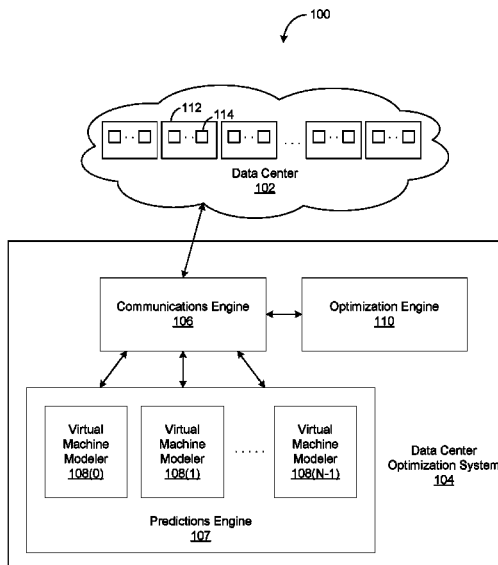 100
112
114
Data Center
102
Communications Engine
106
Optimization Engine
110
Virtual
Machine
Modeler
108(0)
Virtual
Machine
Modeler
108(1)
.....
Virtual
Machine
Modeler
108(N-1)
Predictions Engine
107
Data Center
Optimization System
104